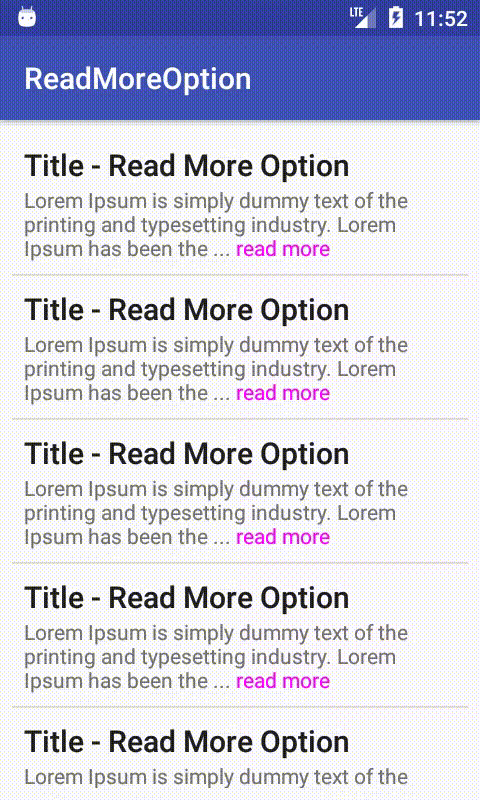 LTE 11:52
ReadMoreOption
Title - Read More Option
Lorem Ipsum is simply dummy text of the
printing and typesetting industry. Lorem
Ipsum has been the ... read more
Title - Read More Option
Lorem Ipsum is simply dummy text of the
printing and typesetting industry. Lorem
Ipsum has been the ... read more
Title - Read More Option
Lorem Ipsum is simply dummy text of the
printing and typesetting industry. Lorem
Ipsum has been the ... read more
Title - Read More Option
Lorem Ipsum is simply dummy text of the
printing and typesetting industry. Lorem
Ipsum has been the ... read more
Title - Read More Option
Lorem Ipsum is simply dummy text of the